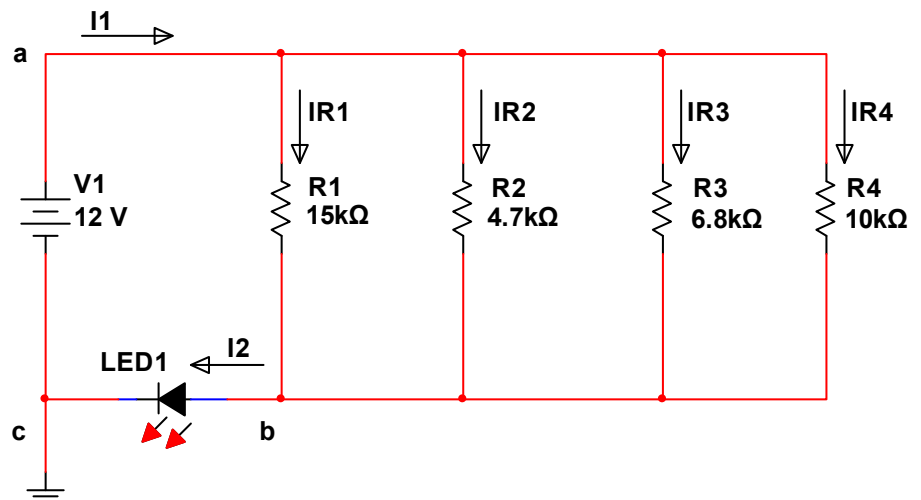 I1
a
IR1
IR2
IR3
IR4
V1
12 V
R1
15kΩ
R2
4.7kΩ
R3
6.8kΩ
R4
10kΩ
LED1
I2
c
b